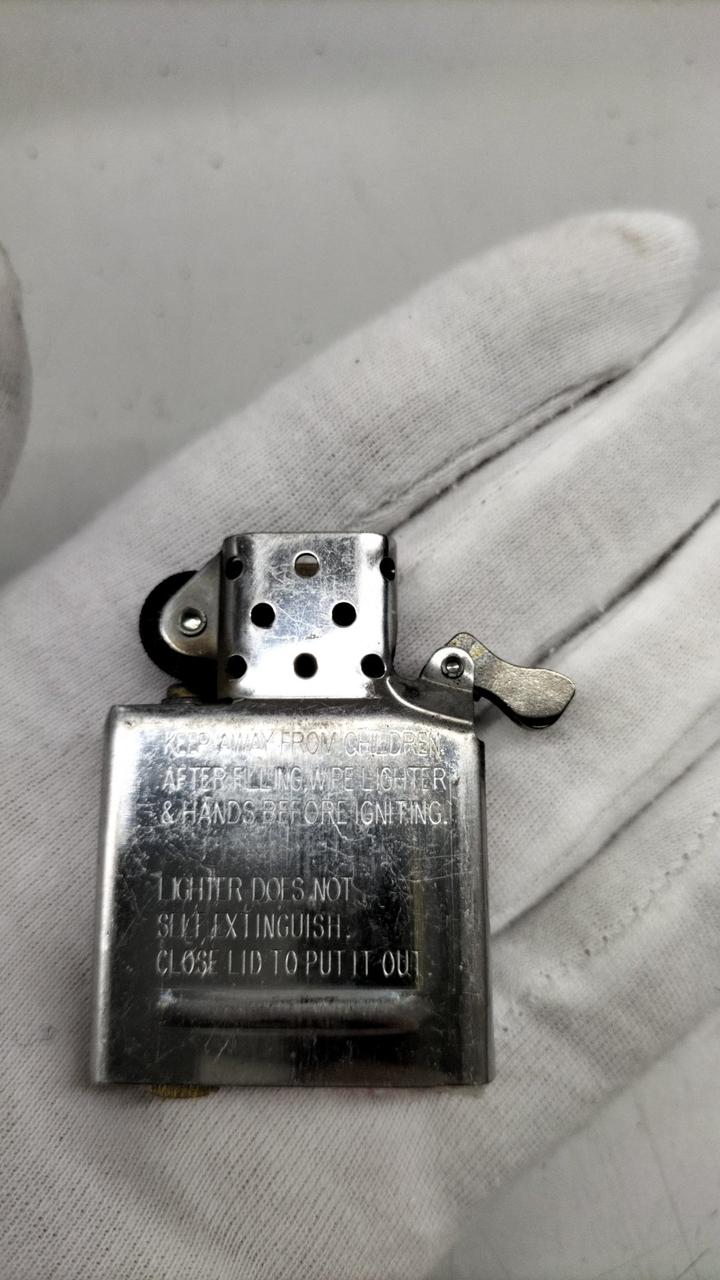 KEEP AWAY FROM CHILDREN.
AFTER FILLING, WIPE LIGHTER
& HANDS BEFORE IGNITING.
LIGHTER DOES NOT
SELF EXTINGUISH.
CLOSE LID TO PUT IT OUT.